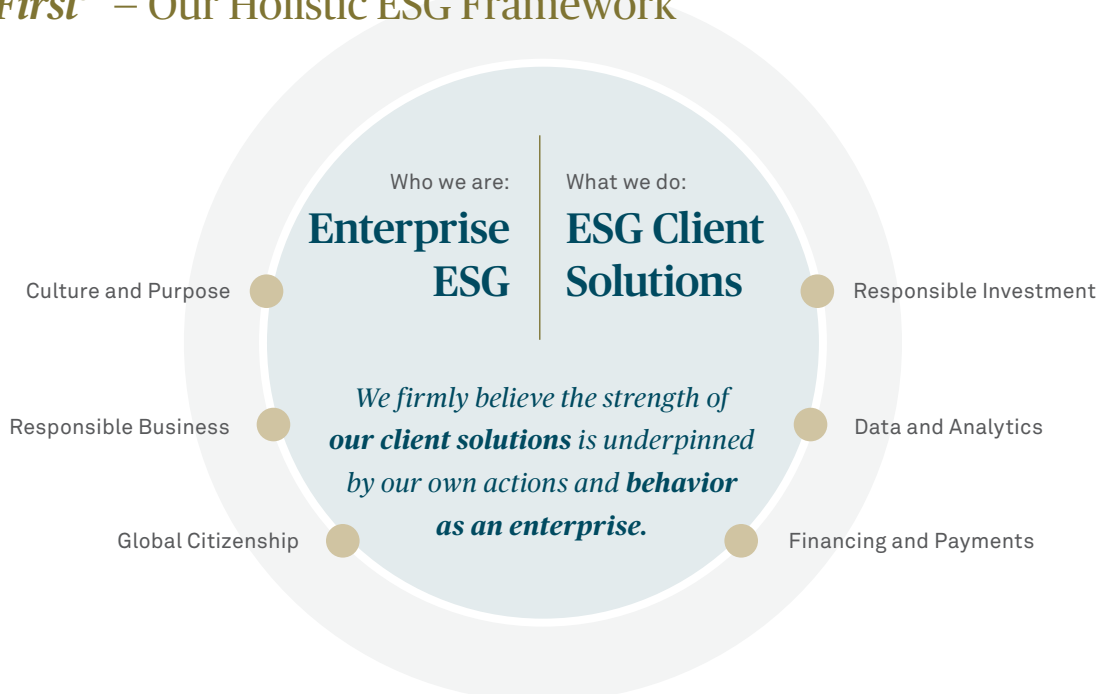 First – Our Holistic ESG Framework
Who we are:
Enterprise
ESG
What we do:
ESG Client
Solutions
Culture and Purpose
Responsible Business
Global Citizenship
Responsible Investment
Data and Analytics
Financing and Payments
We firmly believe the strength of
our client solutions is underpinned
by our own actions and behavior
as an enterprise.